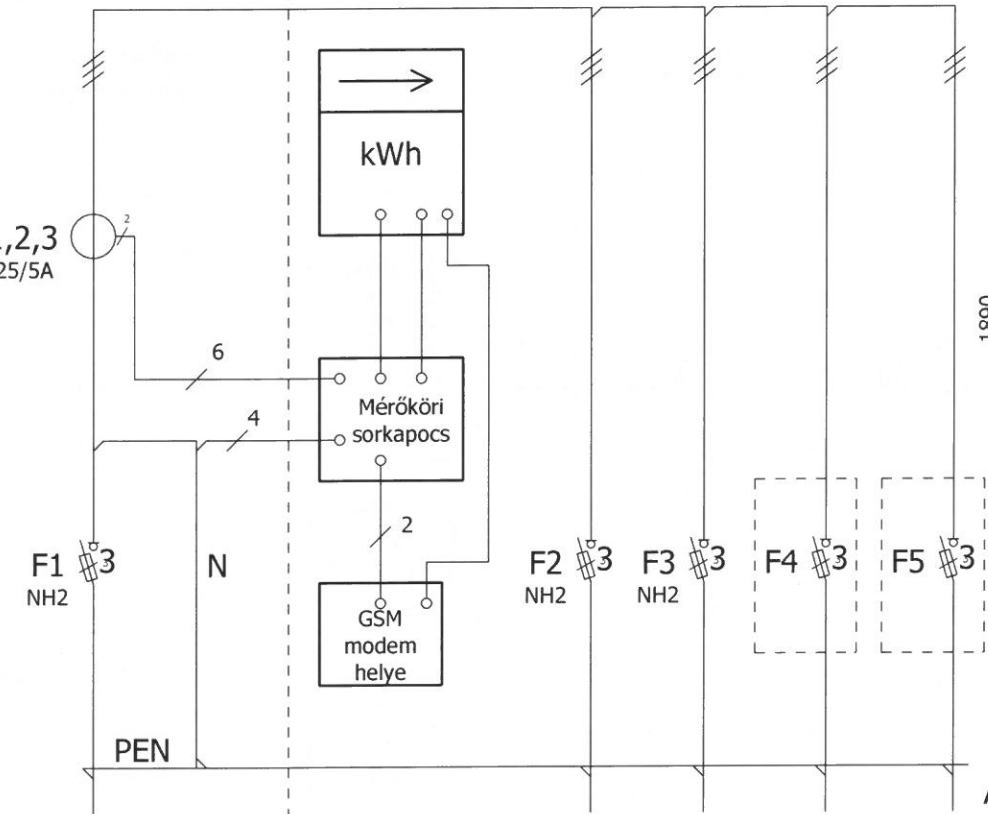 kWh
,2,3
2
25/5A
1890
6
Mérőköri
sorkapocs
4
2
F1
3
NH2
N
F2
3
NH2
F3
3
NH2
F4
3
F5
3
GSM
modem
helye
PEN